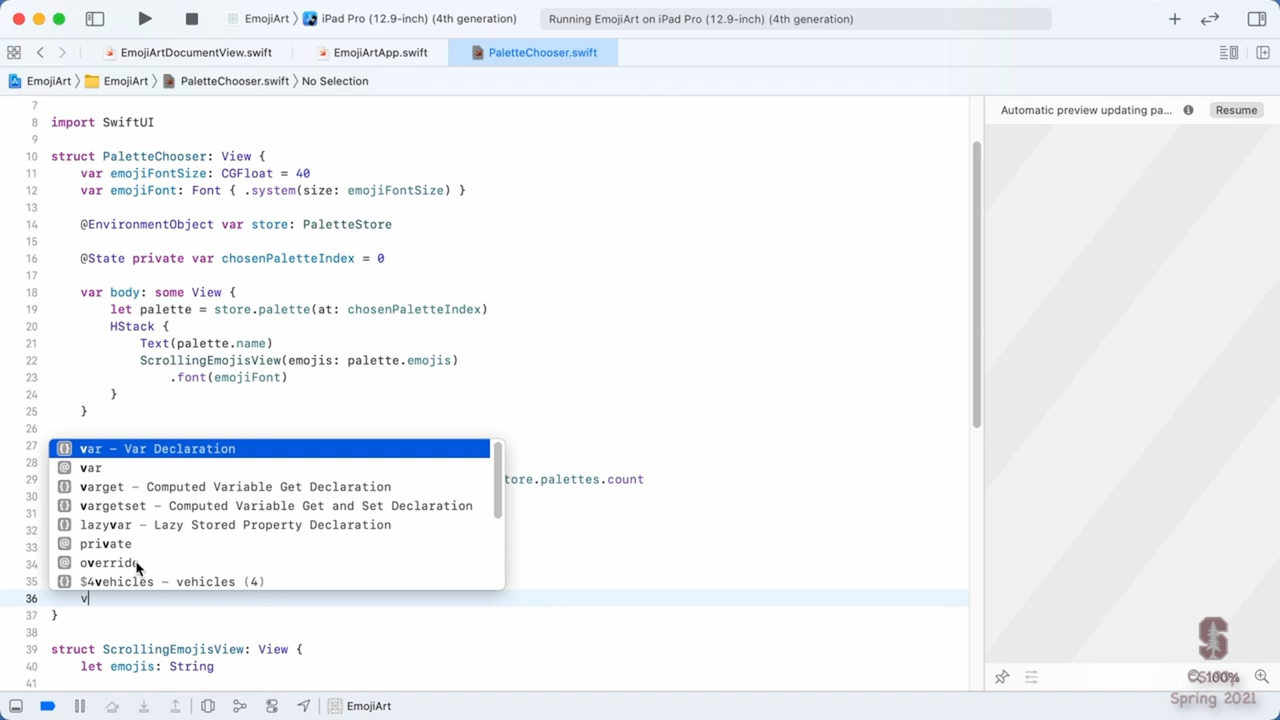 EmojiArt 〉 iPad Pro (12.9-inch) (4th generation)
Running EmojiArt on iPad Pro (12.9-inch) (4th generation)
EmojiArtDocumentView.swift
EmojiArtApp.swift
PaletteChooser.swift
EmojiArt 〉 EmojiArt 〉 PaletteChooser.swift 〉 No Selection
Automatic preview updating pa...
Resume
7
8 import SwiftUI
9
10 struct PaletteChooser: View {
11 var emojiFontSize: CGFloat = 40
12 var emojiFont: Font { .system(size: emojiFontSize) }
13
14 @EnvironmentObject var store: PaletteStore
15
16 @State private var chosenPaletteIndex = 0
17
18 var body: some View {
19 let palette = store.palette(at: chosenPaletteIndex)
20 HStack {
21 Text(palette.name)
22 ScrollingEmojisView(emojis: palette.emojis)
23 .font(emojiFont)
24 }
25 }
26
27
28
29 tore.palettes.count
30
31
32
33
34
35
36 v
37 }
38
39 struct ScrollingEmojisView: View {
40 let emojis: String
41
var – Var Declaration
var
varget – Computed Variable Get Declaration
vargetset – Computed Variable Get and Set Declaration
lazyvar – Lazy Stored Property Declaration
private
override
$4vehicles – vehicles (4)
100%
Spring 2021
EmojiArt